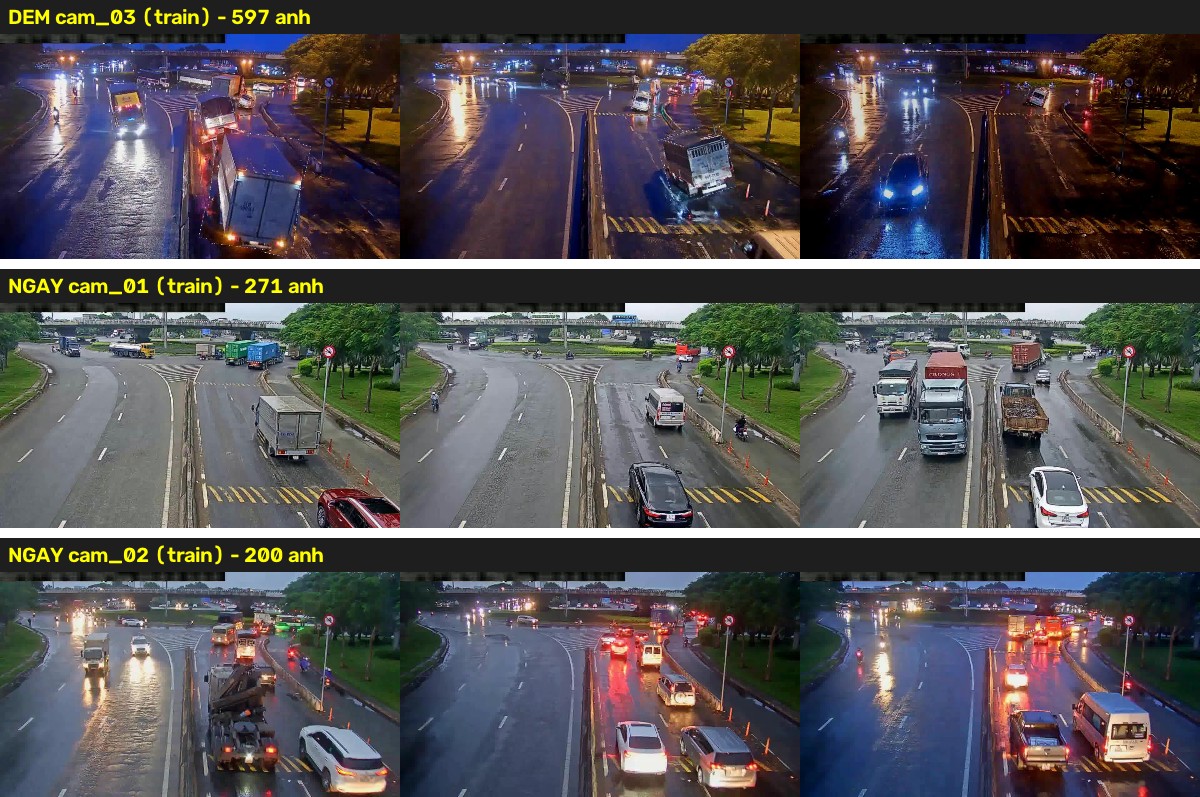 DEM cam_03 (train) - 597 anh
NGAY cam_01 (train) - 271 anh
NGAY cam_02 (train) - 200 anh